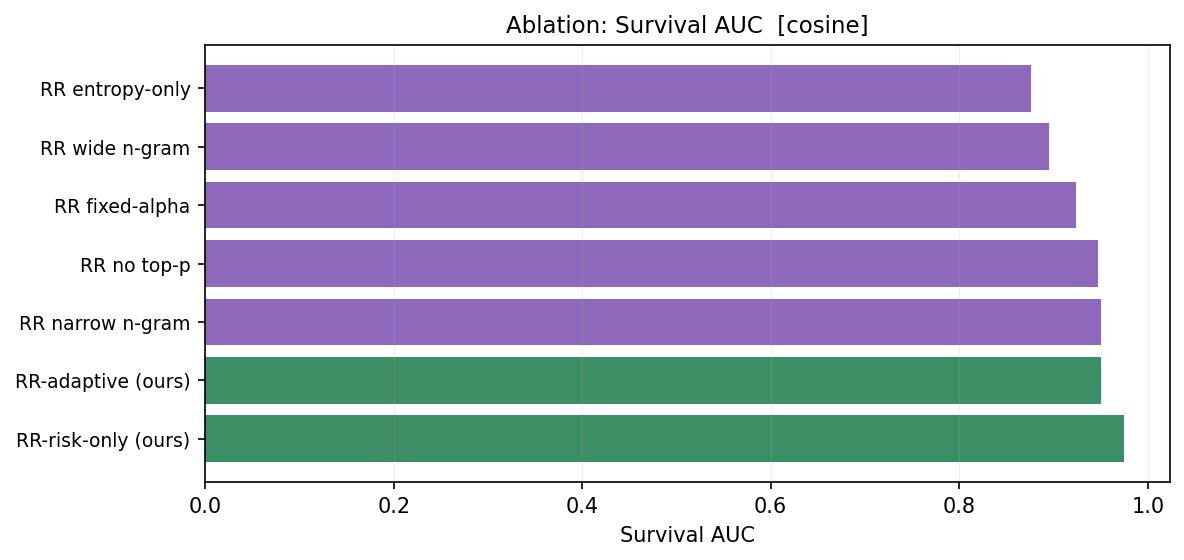 Ablation: Survival AUC  [cosine]
RR entropy-only
RR wide n-gram
RR fixed-alpha
RR no top-p
RR narrow n-gram
RR-adaptive (ours)
RR-risk-only (ours)
0.0 0.2 0.4 0.6 0.8 1.0
Survival AUC